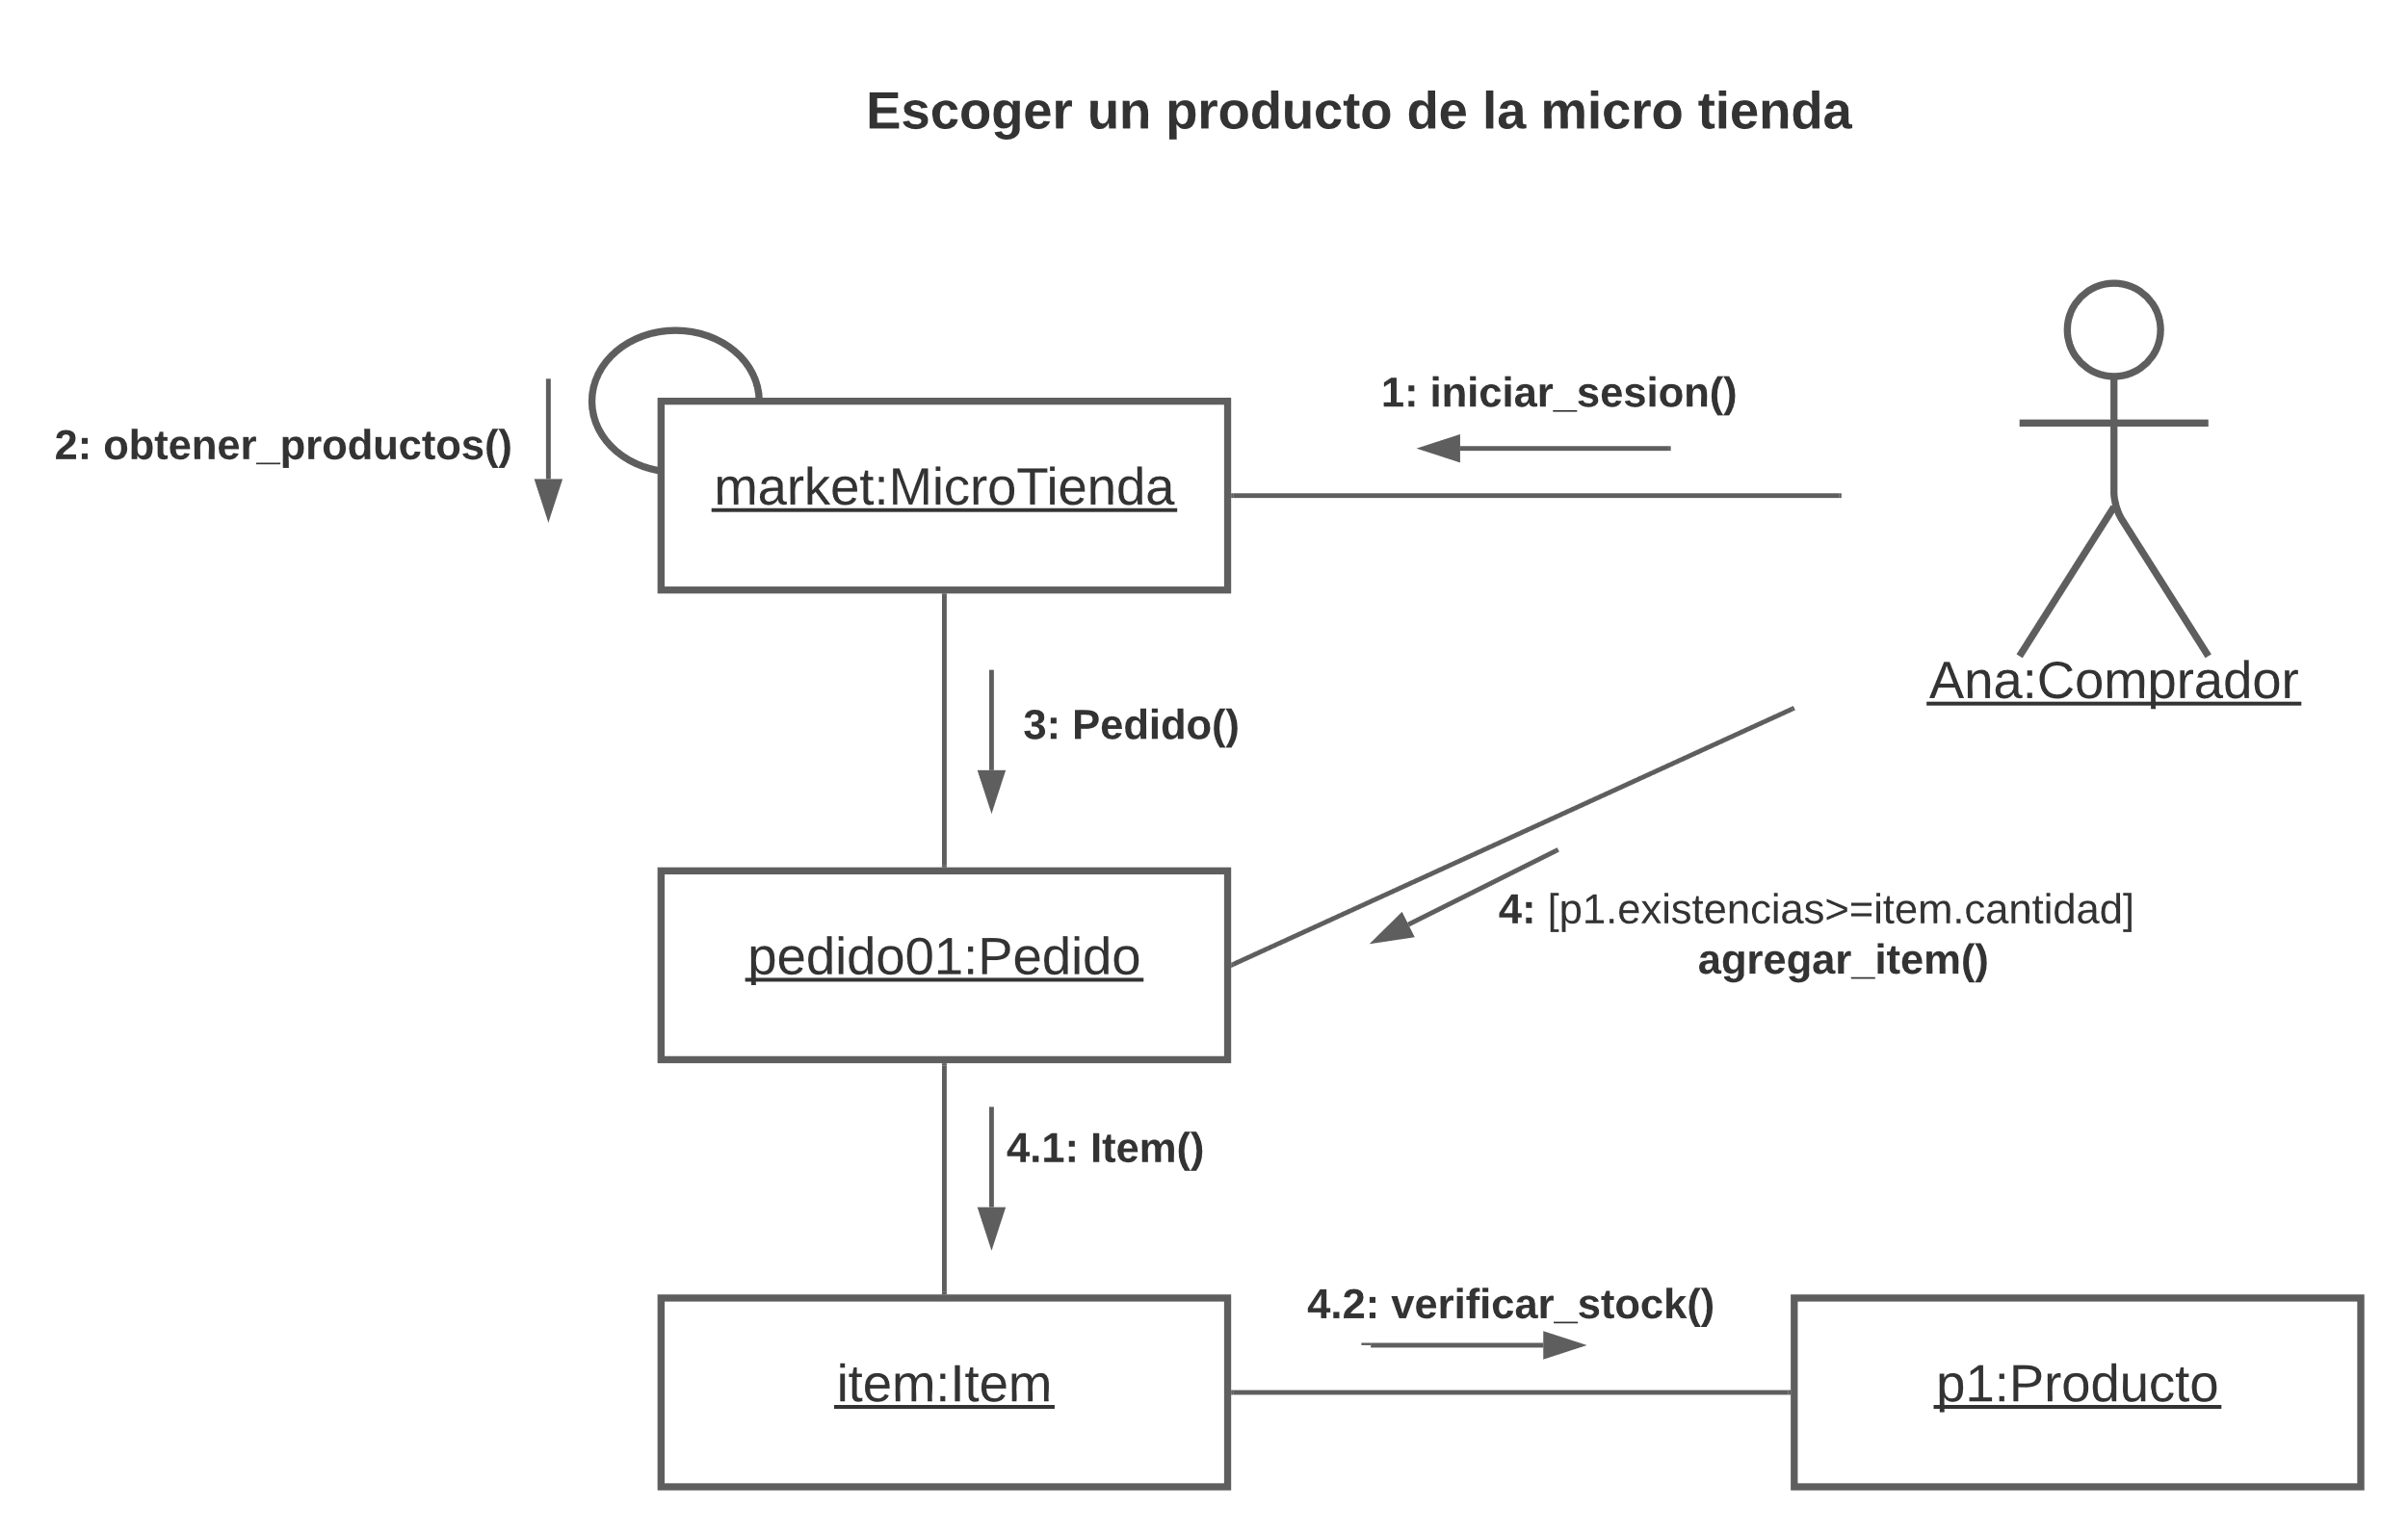 Escoger un producto de la micro tienda
1: iniciar_sesion()
2: obtener_productos()
market:MicroTienda
Ana:Comprador
3: Pedido()
4: [p1.existencias>=item.cantidad]
agregar_item()
pedido01:Pedido
4.1: Item()
4.2: verificar_stock()
item:Item
p1:Producto